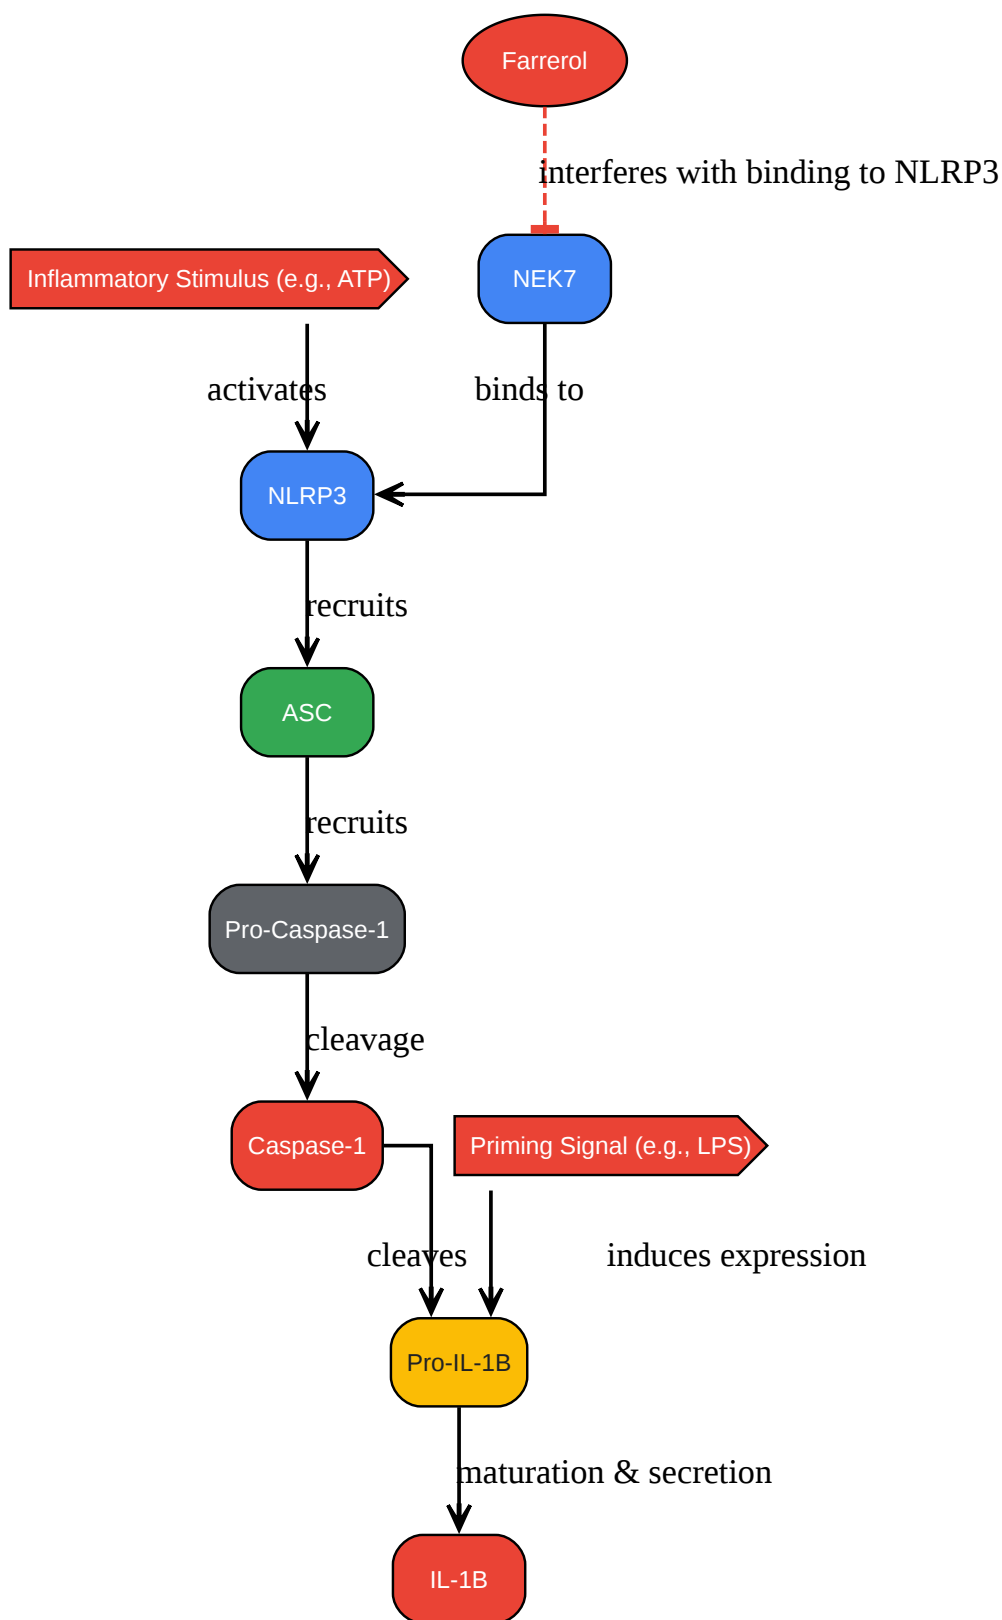 Farrerol
interferes with binding to NLRP3
Inflammatory Stimulus (e.g., ATP)
NEK7
activates
binds to
NLRP3
recruits
ASC
recruits
Pro-Caspase-1
cleavage
Caspase-1
Priming Signal (e.g., LPS)
cleaves
induces expression
Pro-IL-1B
maturation & secretion
IL-1B